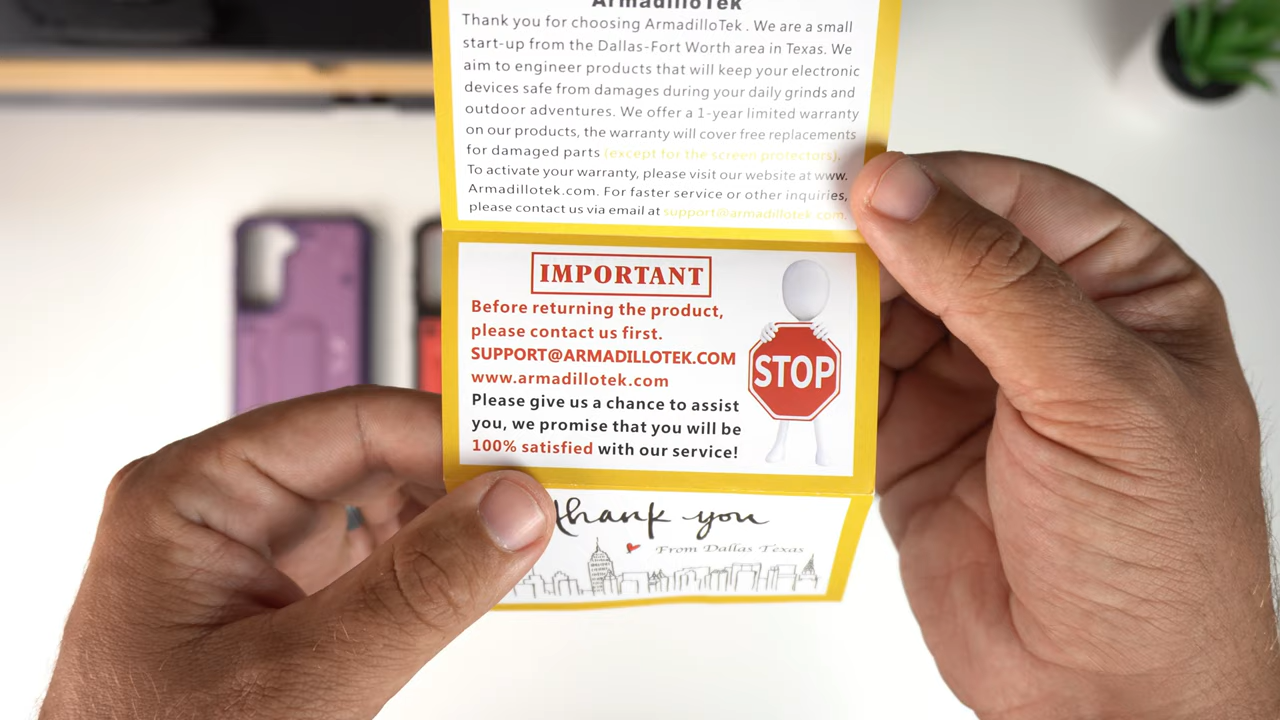 ArmadilloTek
Thank you for choosing ArmadilloTek . We are a small
start-up from the Dallas-Fort Worth area in Texas. We
aim to engineer products that will keep your electronic
devices safe from damages during your daily grinds and
outdoor adventures. We offer a 1-year limited warranty
on our products, the warranty will cover free replacements
for damaged parts (except for the screen protectors).
To activate your warranty, please visit our website at www.
Armadillotek.com. For faster service or other inquiries,
please contact us via email at support@armadillotek.com.
IMPORTANT
Before returning the product,
please contact us first.
SUPPORT@ARMADILLOTEK.COM
www.armadillotek.com
Please give us a chance to assist
you, we promise that you will be
100% satisfied with our service!
STOP
thank you
From Dallas Texas